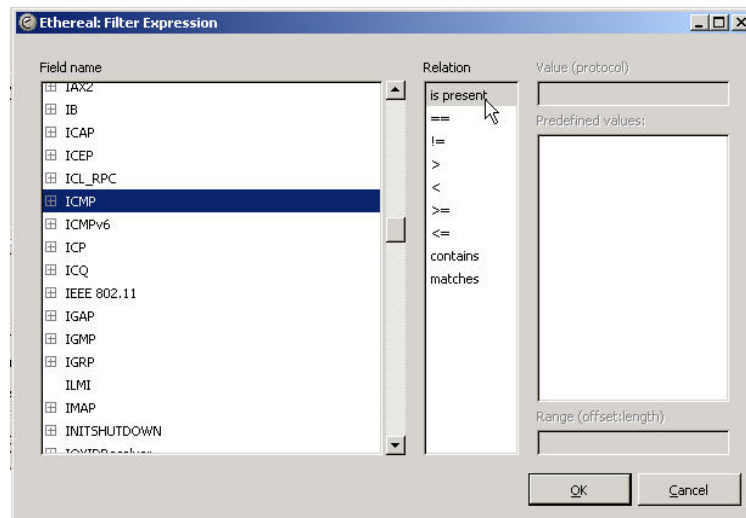 Ethereal: Filter Expression
Field name
IAX2
IB
ICAP
ICEP
ICL_RPC
ICMP
ICMPv6
ICP
ICQ
IEEE 802.11
IGAP
IGMP
IGRP
ILMI
IMAP
INITSHUTDOWN
Relation
is present
==
!=
>
<
>=
<=
contains
matches
Value (protocol)
Predefined values:
Range (offset:length)
OK
Cancel